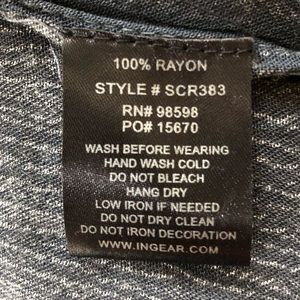 100% RAYON
STYLE # SCR383
RN# 98598
PO# 15670
WASH BEFORE WEARING
HAND WASH COLD
DO NOT BLEACH
HANG DRY
LOW IRON IF NEEDED
DO NOT DRY CLEAN
DO NOT IRON DECORATION
WWW.INGEAR.COM